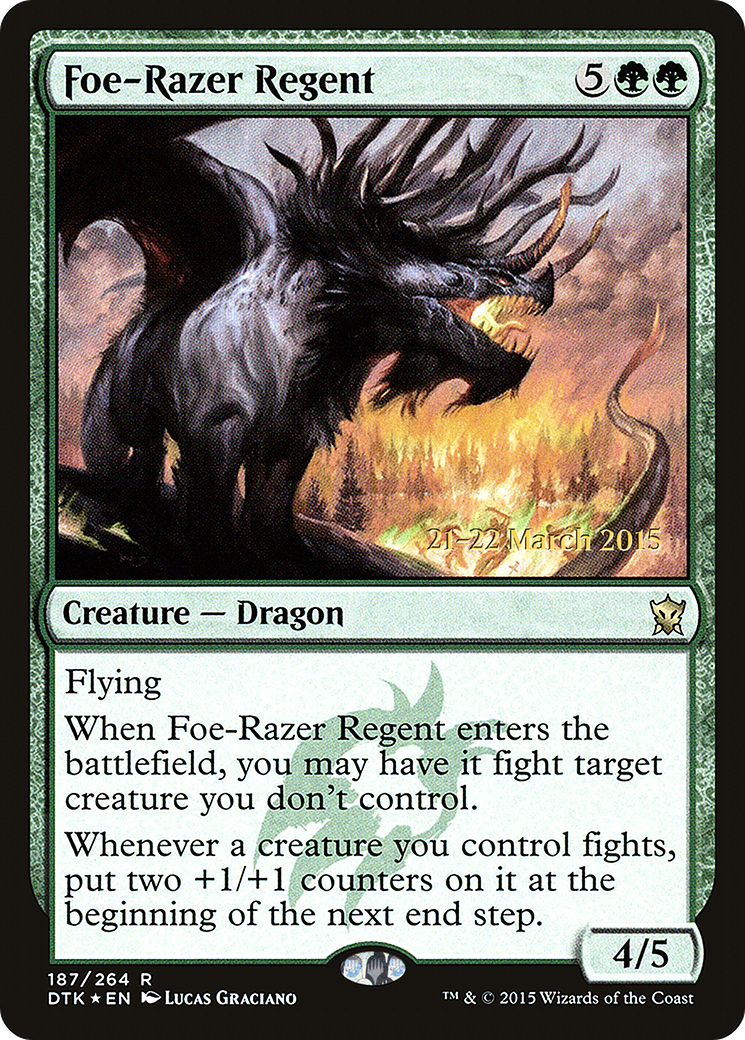 Foe-Razer Regent 5
21–22 March 2015
Creature — Dragon
Flying
When Foe-Razer Regent enters the
battlefield, you may have it fight target
creature you don't control.
Whenever a creature you control fights,
put two +1/+1 counters on it at the
beginning of the next end step.
4/5
187/264 R
DTK ★ EN Lucas Graciano
™ & © 2015 Wizards of the Coast